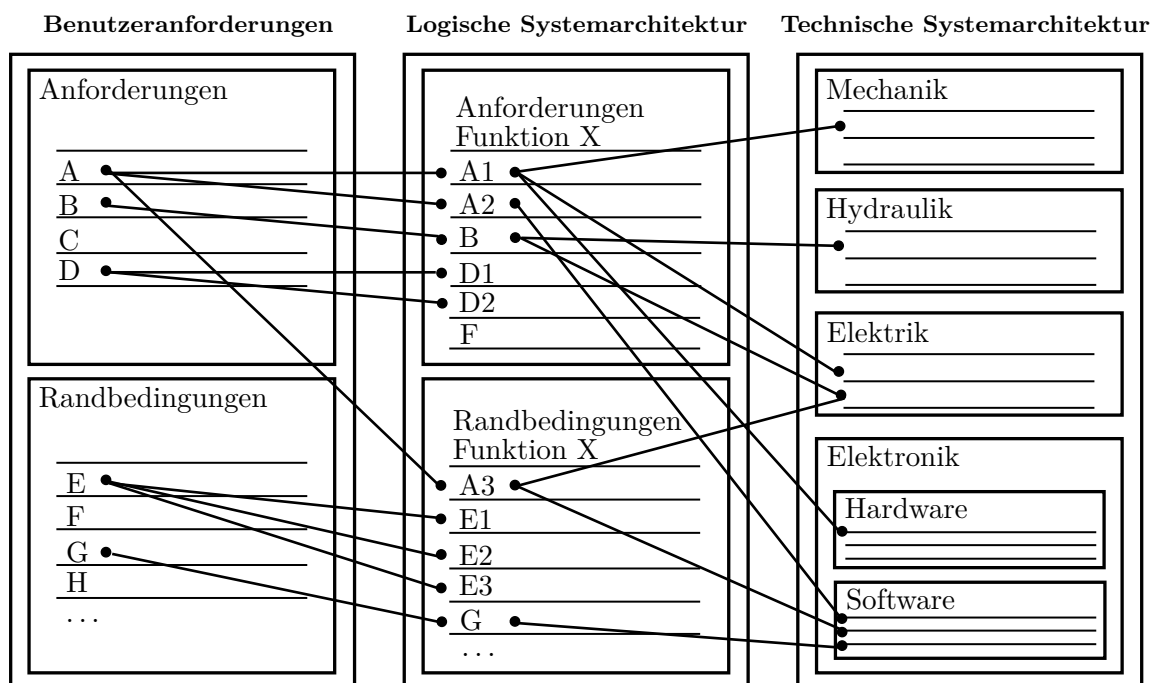 Benutzeranforderungen
Anforderungen
A
B
C
D
Randbedingungen
E
F
G
H
...
Logische Systemarchitektur
Anforderungen
Funktion X
A1
A2
B
D1
D2
F
Randbedingungen
Funktion X
A3
E1
E2
E3
G
...
Technische Systemarchitektur
Mechanik
Hydraulik
Elektrik
Elektronik
Hardware
Software